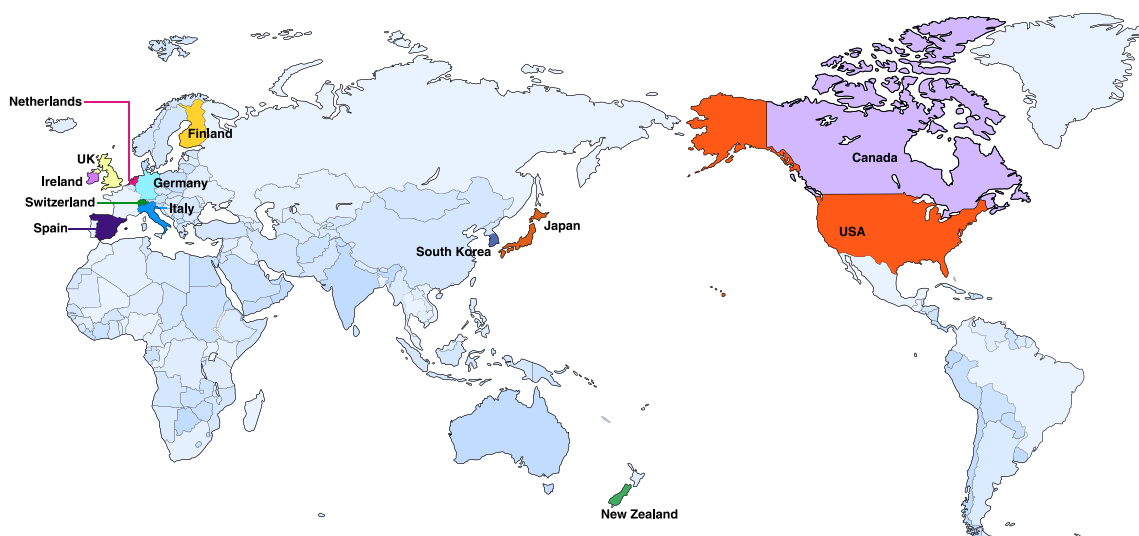 Netherlands
Finland
UK
Ireland
Germany
Switzerland
Italy
Spain
South Korea
Japan
Canada
USA
New Zealand